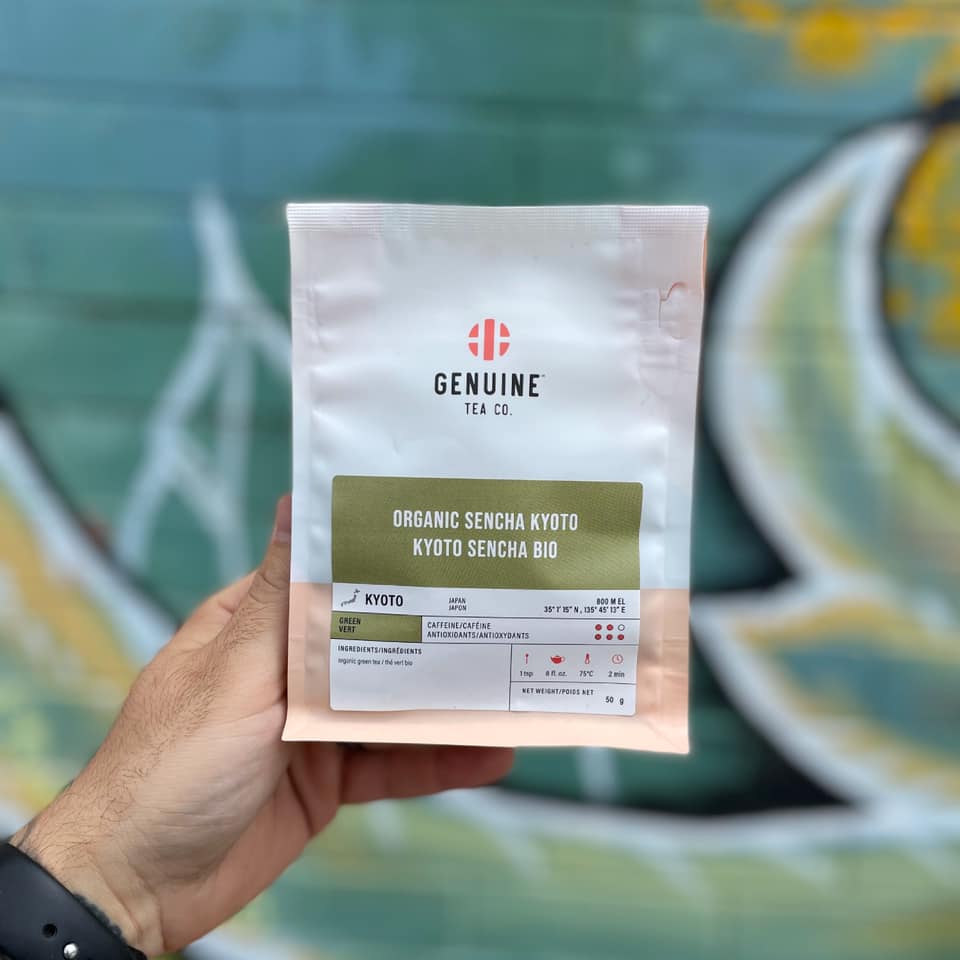 GENUINE™
TEA CO.
ORGANIC SENCHA KYOTO
KYOTO SENCHA BIO
KYOTO
JAPAN
JAPON
800 M EL
35° 1' 15" N , 135° 45' 13" E
GREEN
VERT
CAFFEINE/CAFÉINE
ANTIOXIDANTS/ANTIOXYDANTS
INGREDIENTS/INGRÉDIENTS
organic green tea / thé vert bio
1 tsp 8 fl. oz. 75°C 2 min
NET WEIGHT/POIDS NET
50 g